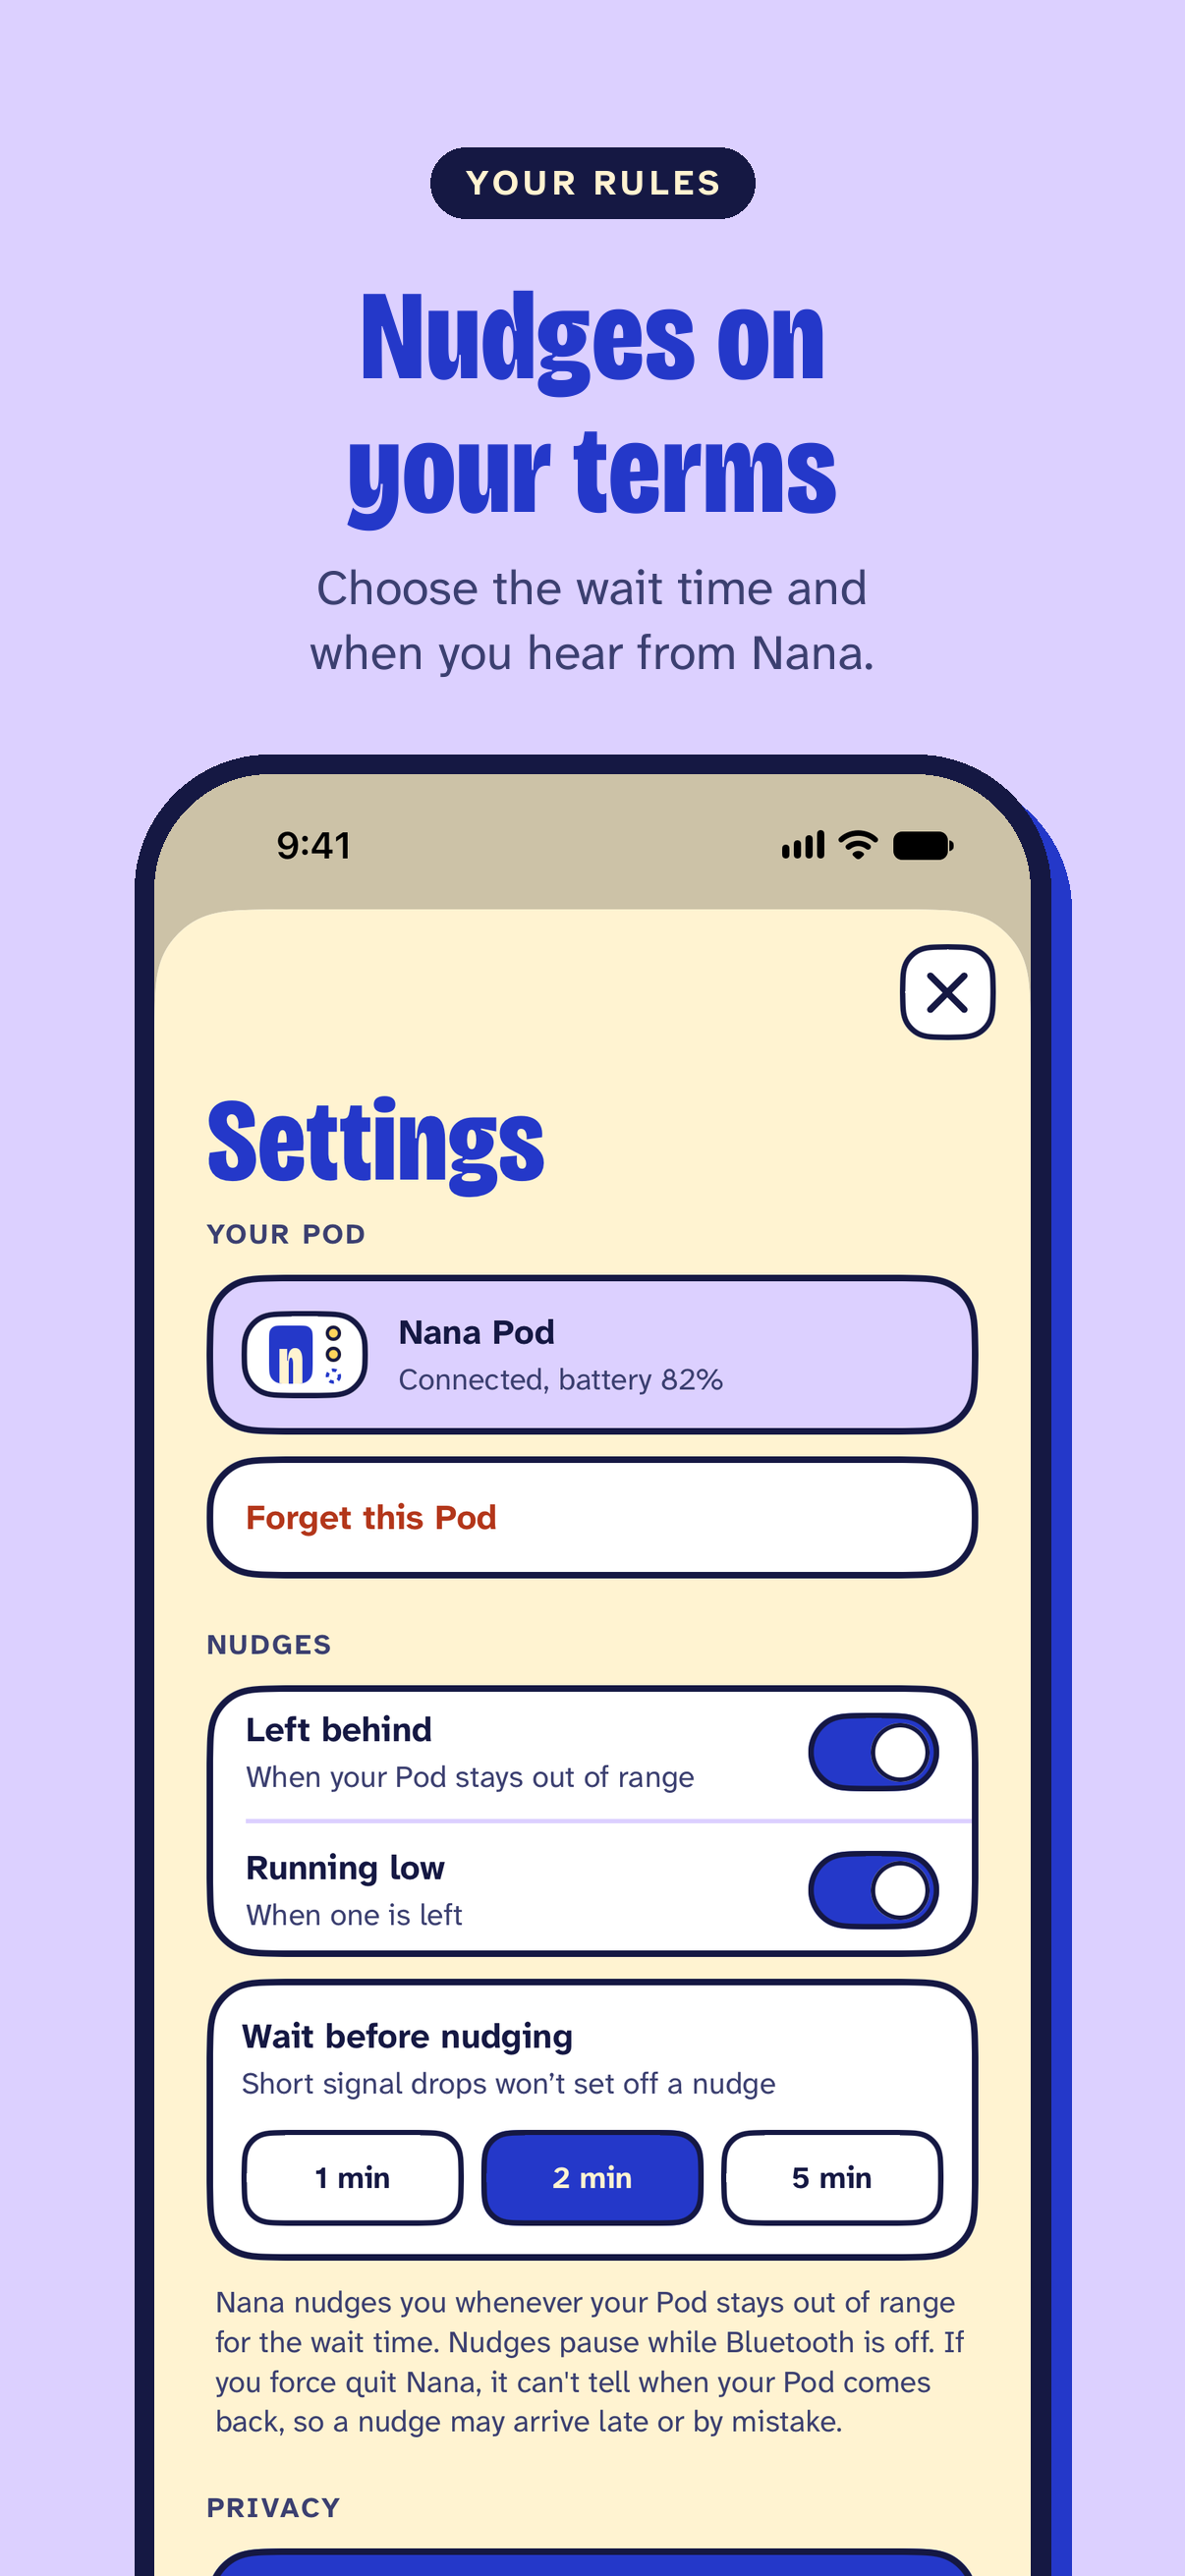 YOUR RULES
Nudges on
your terms
Choose the wait time and
when you hear from Nana.
9:41
Settings
YOUR POD
n
Nana Pod
Connected, battery 82%
Forget this Pod
NUDGES
Left behind
When your Pod stays out of range
Running low
When one is left
Wait before nudging
Short signal drops won’t set off a nudge
1 min
2 min
5 min
Nana nudges you whenever your Pod stays out of range
for the wait time. Nudges pause while Bluetooth is off. If
you force quit Nana, it can't tell when your Pod comes
back, so a nudge may arrive late or by mistake.
PRIVACY